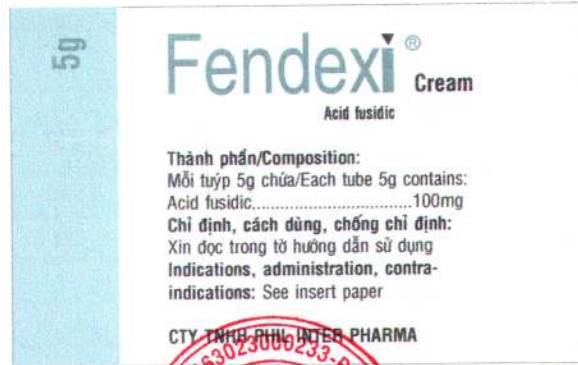 5g
Fendexi® Cream
Acid fusidic
Thành phần/Composition:
Mỗi tuýp 5g chứa/Each tube 5g contains:
Acid fusidic................................100mg
Chỉ định, cách dùng, chống chỉ định:
Xin đọc trong tờ hướng dẫn sử dụng
Indications, administration, contra-
indications: See insert paper
CTY TNHH PHIL INTER PHARMA
63023000233-